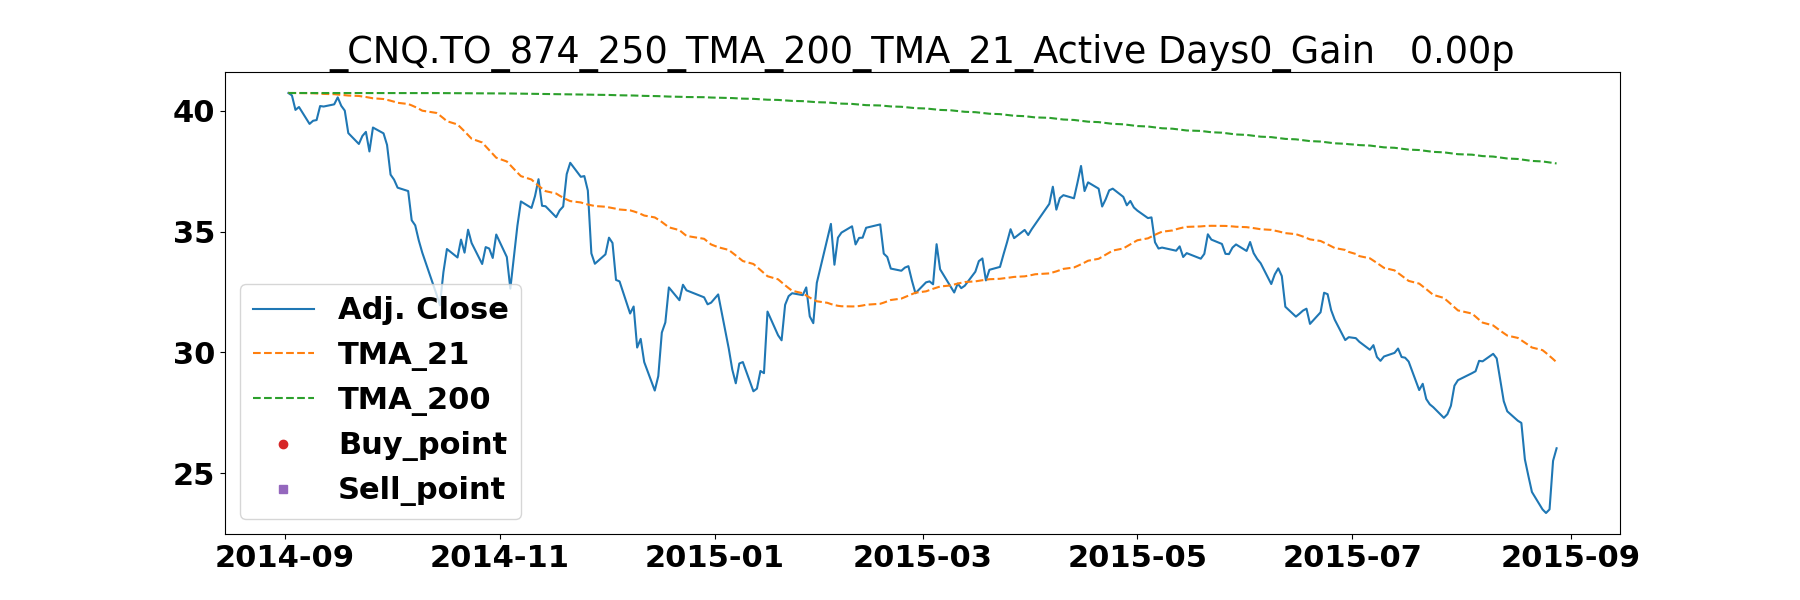 _CNQ.TO_874_250_TMA_200_TMA_21_Active Days0_Gain   0.00p
40
35
30
25
Adj. Close
TMA_21
TMA_200
Buy_point
Sell_point
2014-09 2014-11 2015-01 2015-03 2015-05 2015-07 2015-09